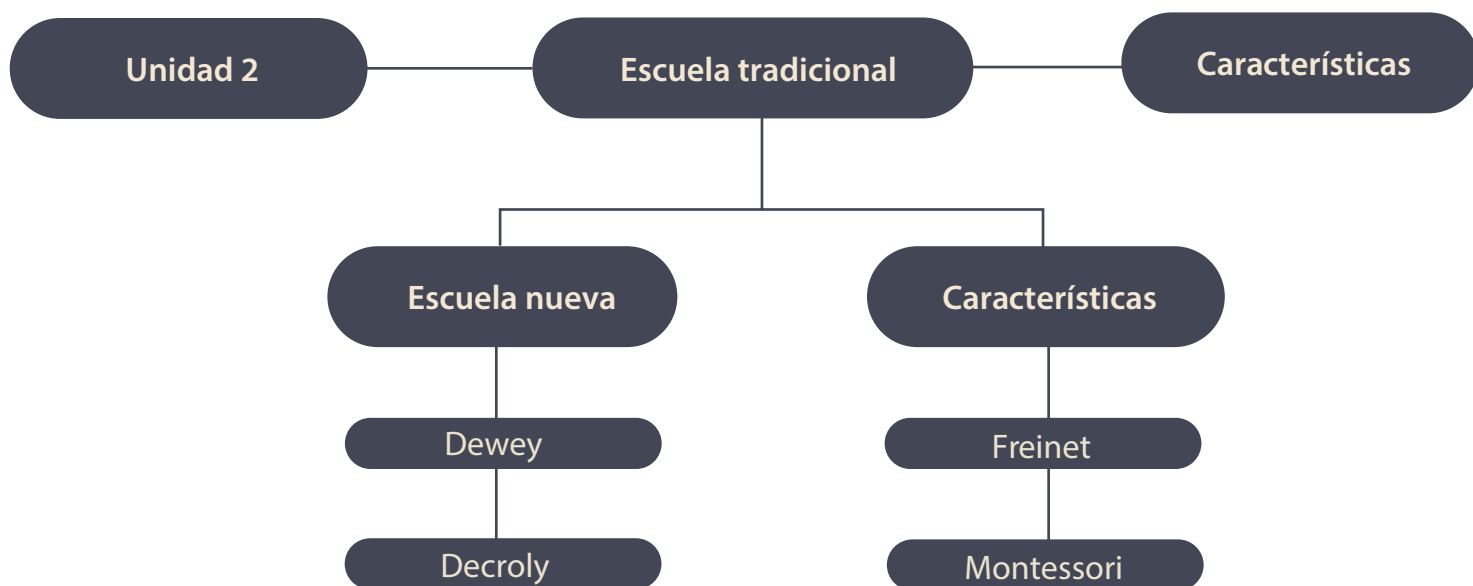 Unidad 2
Escuela tradicional
Características
Escuela nueva
Características
Dewey
Freinet
Decroly
Montessori